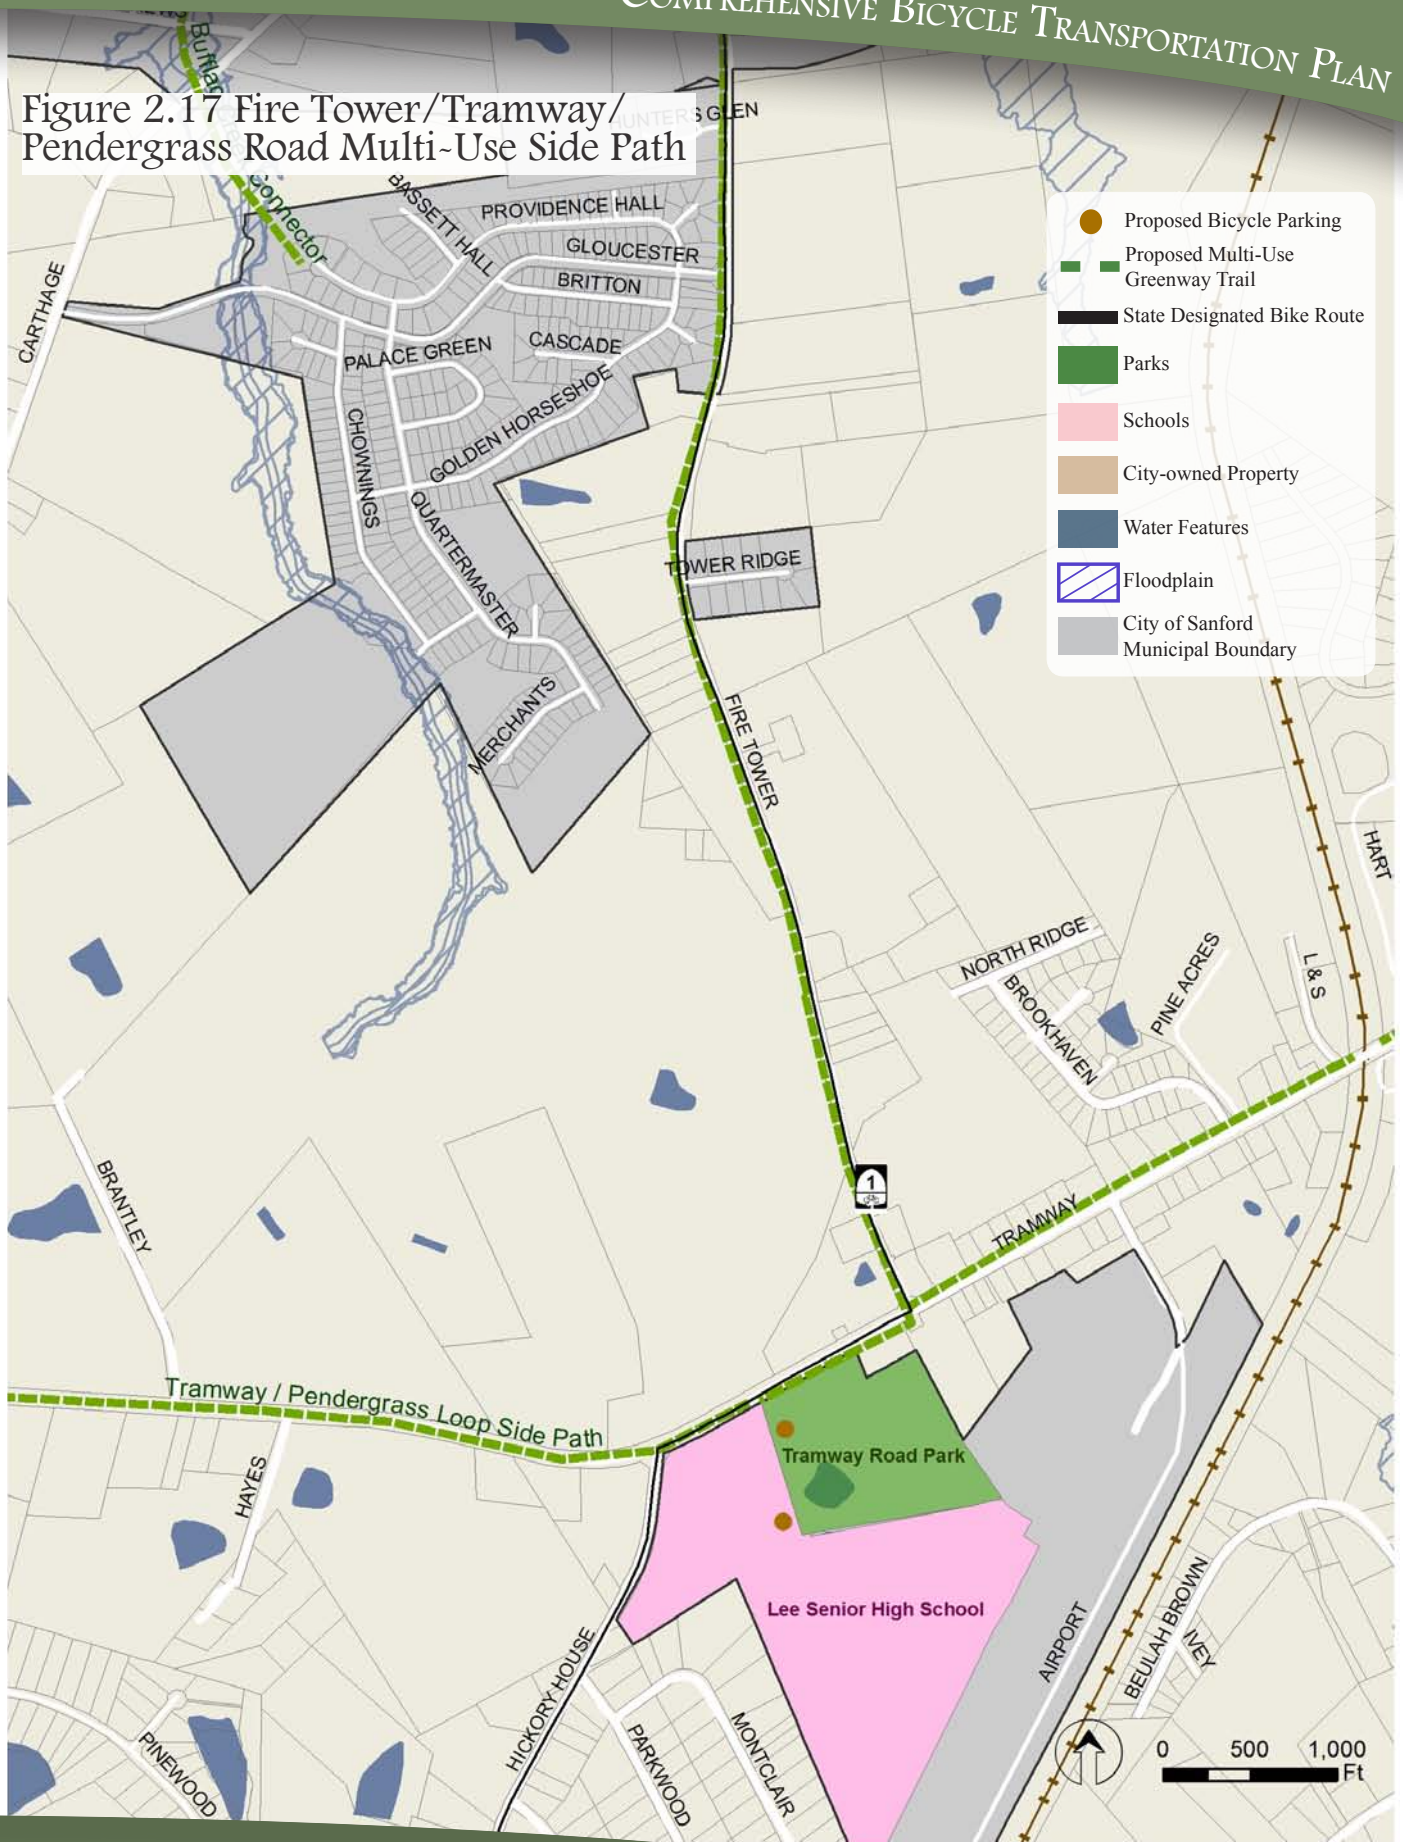 COMPREHENSIVE BICYCLE TRANSPORTATION PLAN
Figure 2.17 Fire Tower/Tramway/
Pendergrass Road Multi-Use Side Path
HUNTERS GLEN
Connector
BASSETT HALL
PROVIDENCE HALL
GLOUCESTER
BRITTON
CARTHAGE
PALACE GREEN
CASCADE
GOLDEN HORSESHOE
CHOWNINGS
QUARTERMASTER
TOWER RIDGE
MERCHANTS
FIRE TOWER
Proposed Bicycle Parking
Proposed Multi-Use
Greenway Trail
State Designated Bike Route
Parks
Schools
City-owned Property
Water Features
Floodplain
City of Sanford
Municipal Boundary
HART
NORTH RIDGE
BROOKHAVEN
PINE ACRES
L & S
BRANTLEY
1
TRAMWAY
Tramway / Pendergrass Loop Side Path
Tramway Road Park
HAYES
Lee Senior High School
HICKORY HOUSE
AIRPORT
BEULAH BROWN
IVEY
PINEWOOD
PARKWOOD
MONTCLAIR
0 500 1,000
Ft